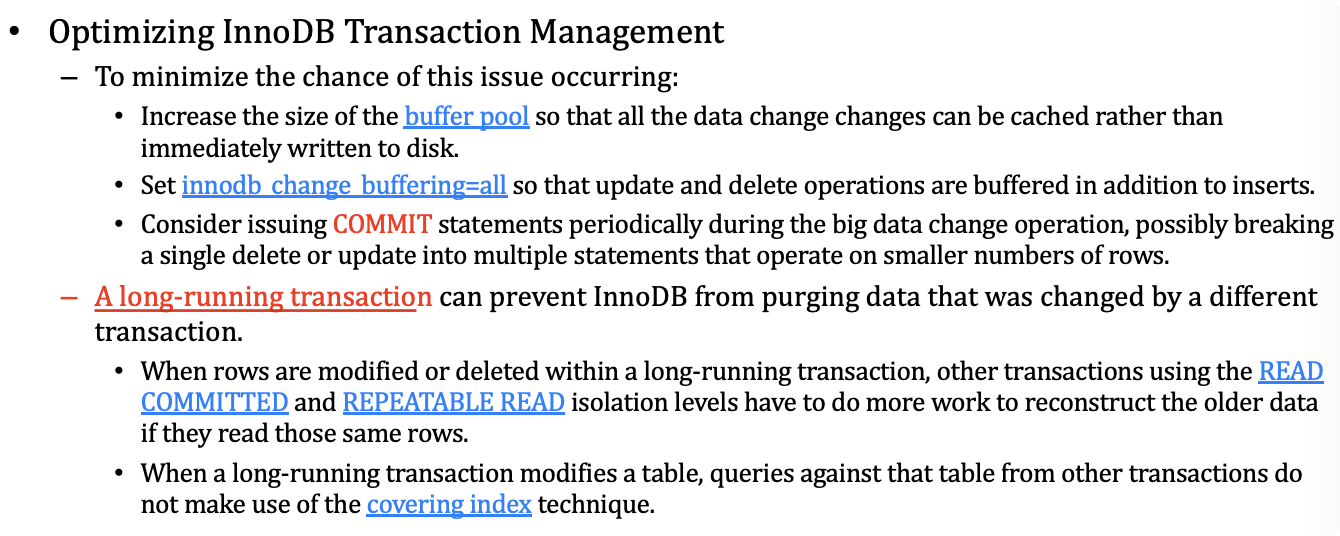 • Optimizing InnoDB Transaction Management
– To minimize the chance of this issue occurring:
• Increase the size of the buffer pool so that all the data change changes can be cached rather than
immediately written to disk.
• Set innodb_change_buffering=all so that update and delete operations are buffered in addition to inserts.
• Consider issuing COMMIT statements periodically during the big data change operation, possibly breaking
a single delete or update into multiple statements that operate on smaller numbers of rows.
– A long-running transaction can prevent InnoDB from purging data that was changed by a different
transaction.
• When rows are modified or deleted within a long-running transaction, other transactions using the READ
COMMITTED and REPEATABLE READ isolation levels have to do more work to reconstruct the older data
if they read those same rows.
• When a long-running transaction modifies a table, queries against that table from other transactions do
not make use of the covering index technique.